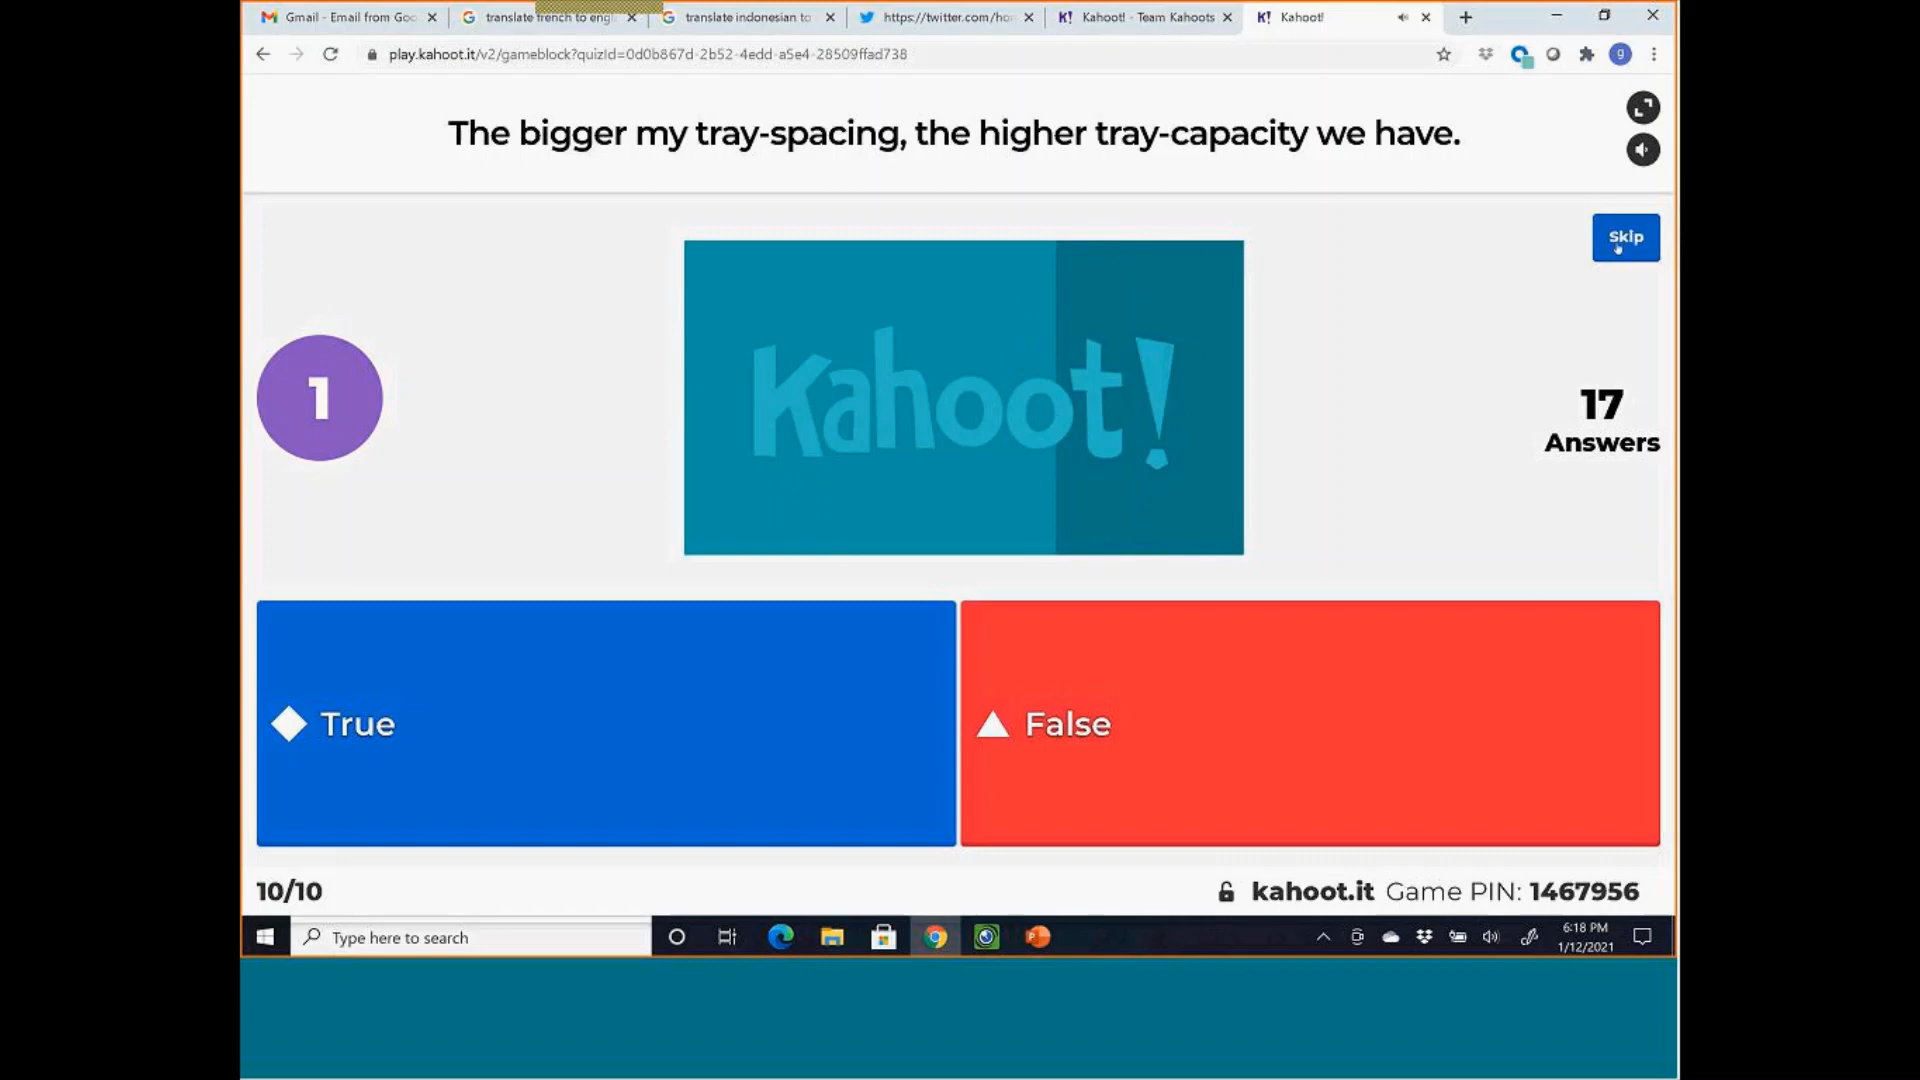 Gmail - Email from Goo
translate french to engl
translate indonesian to
https://twitter.com/ho
Kahoot! - Team Kahoots
Kahoot!
play.kahoot.it/v2/gameblock?quizId=0d0b867d-2b52-4edd-a5e4-28509ffad738
g
The bigger my tray-spacing, the higher tray-capacity we have.
Skip
1
Kahoot!
17
Answers
True
False
10/10
kahoot.it Game PIN: 1467956
Type here to search
6:18 PM
1/12/2021